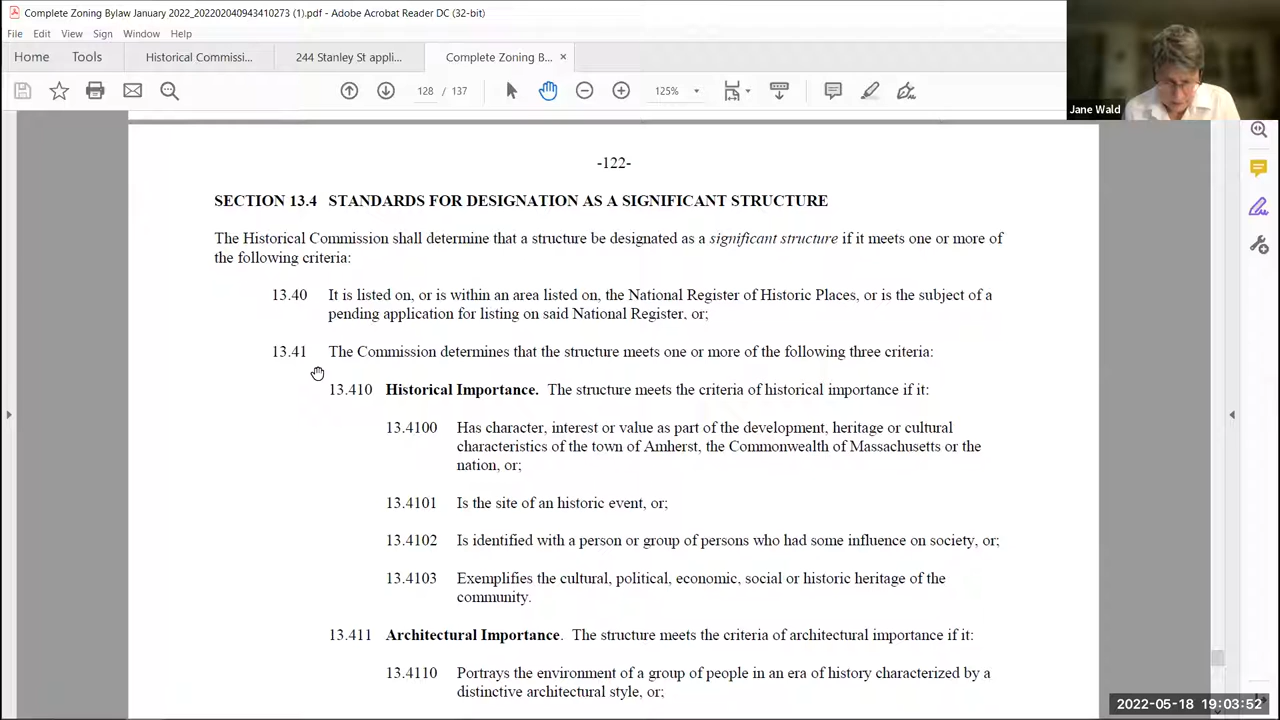 Complete Zoning Bylaw January 2022_202202040943410273 (1).pdf - Adobe Acrobat Reader DC (32-bit)
File Edit View Sign Window Help
Home Tools Historical Commissi... 244 Stanley St appli... Complete Zoning B... ×
128 / 137 125%
Jane Wald
-122-
SECTION 13.4 STANDARDS FOR DESIGNATION AS A SIGNIFICANT STRUCTURE
The Historical Commission shall determine that a structure be designated as a significant structure if it meets one or more of
the following criteria:
13.40 It is listed on, or is within an area listed on, the National Register of Historic Places, or is the subject of a
pending application for listing on said National Register, or;
13.41 The Commission determines that the structure meets one or more of the following three criteria:
13.410 Historical Importance. The structure meets the criteria of historical importance if it:
13.4100 Has character, interest or value as part of the development, heritage or cultural
characteristics of the town of Amherst, the Commonwealth of Massachusetts or the
nation, or;
13.4101 Is the site of an historic event, or;
13.4102 Is identified with a person or group of persons who had some influence on society, or;
13.4103 Exemplifies the cultural, political, economic, social or historic heritage of the
community.
13.411 Architectural Importance. The structure meets the criteria of architectural importance if it:
13.4110 Portrays the environment of a group of people in an era of history characterized by a
distinctive architectural style, or;
2022-05-18 19:03:52